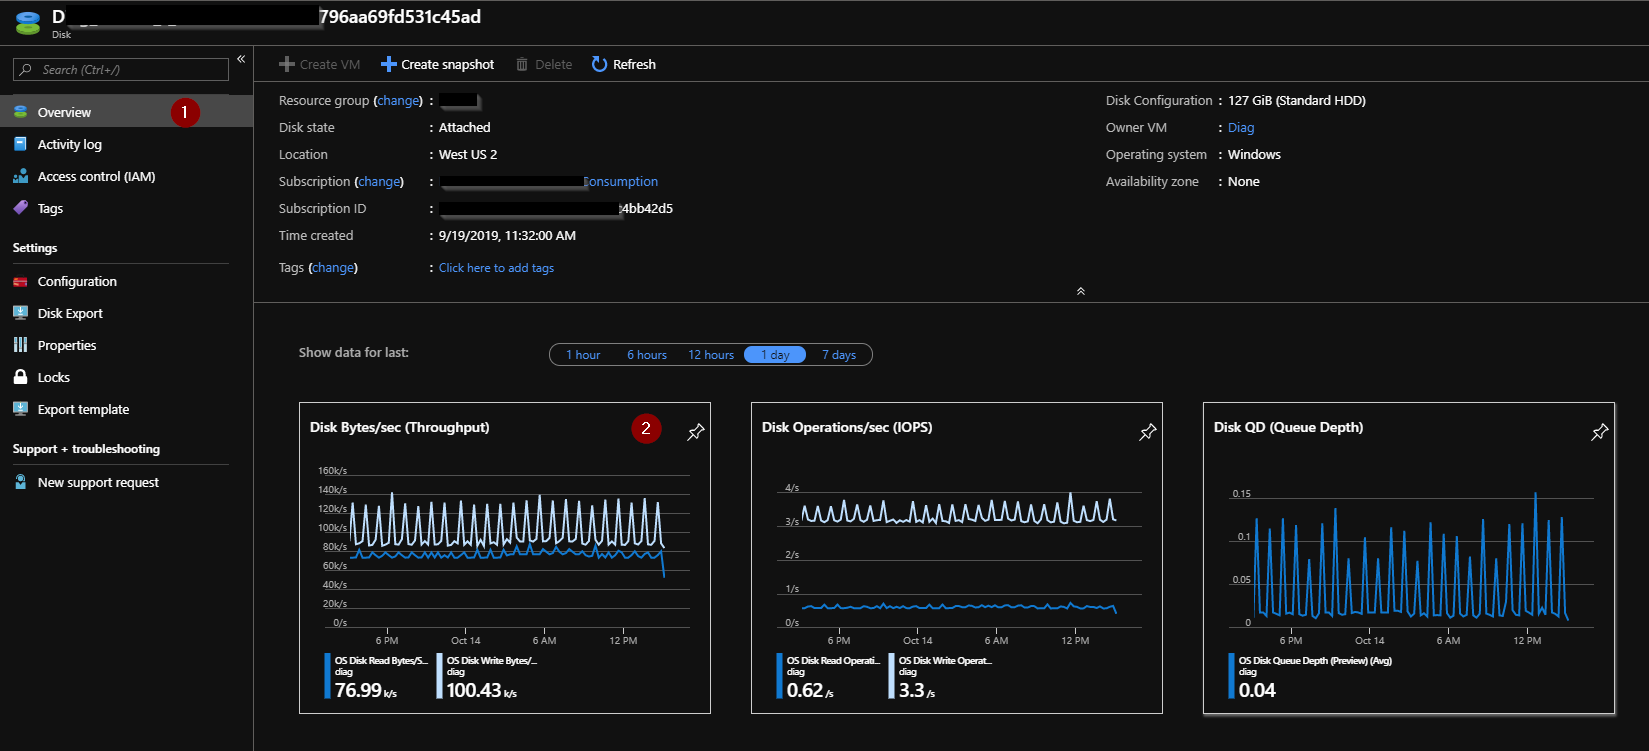 D 796aa69fd531c45ad
Disk
Search (Ctrl+/)
«
Overview 1
Activity log
Access control (IAM)
Tags
Settings
Configuration
Disk Export
Properties
Locks
Export template
Support + troubleshooting
New support request
Create VM Create snapshot Delete Refresh
Resource group (change) :
Disk state : Attached
Location : West US 2
Subscription (change) : Consumption
Subscription ID : 4bb42d5
Time created : 9/19/2019, 11:32:00 AM
Tags (change) : Click here to add tags
Disk Configuration : 127 GiB (Standard HDD)
Owner VM : Diag
Operating system : Windows
Availability zone : None
Show data for last: 1 hour 6 hours 12 hours 1 day 7 days
Disk Bytes/sec (Throughput) 2
160k/s
140k/s
120k/s
100k/s
80k/s
60k/s
40k/s
20k/s
0/s
6 PM Oct 14 6 AM 12 PM
OS Disk Read Bytes/S... OS Disk Write Bytes/...
diag diag
76.99 k/s 100.43 k/s
Disk Operations/sec (IOPS)
4/s
3/s
2/s
1/s
0/s
6 PM Oct 14 6 AM 12 PM
OS Disk Read Operati... OS Disk Write Operat...
diag diag
0.62 /s 3.3 /s
Disk QD (Queue Depth)
0.15
0.1
0.05
0
6 PM Oct 14 6 AM 12 PM
OS Disk Queue Depth (Preview) (Avg)
diag
0.04